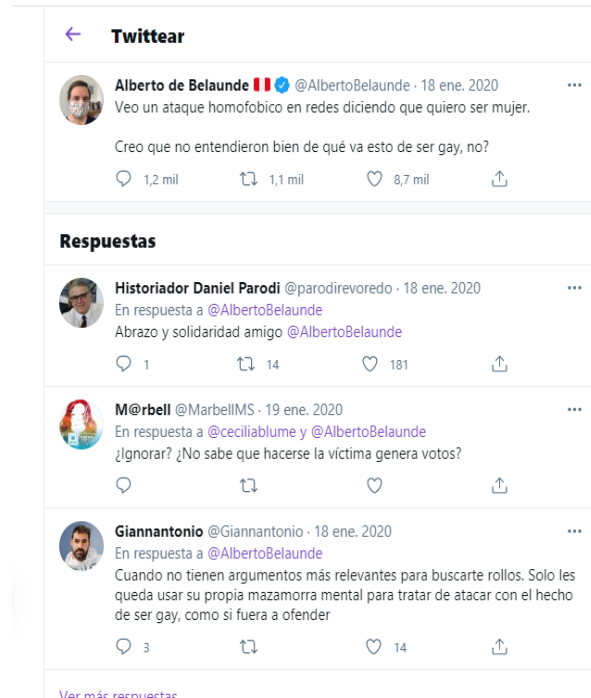 Twittear
Alberto de Belaunde 🇵🇪 @AlbertoBelaunde · 18 ene. 2020
Veo un ataque homofobico en redes diciendo que quiero ser mujer.
Creo que no entendieron bien de qué va esto de ser gay, no?
1,2 mil 1,1 mil 8,7 mil
Respuestas
Historiador Daniel Parodi @parodirevoredo · 18 ene. 2020
En respuesta a @AlbertoBelaunde
Abrazo y solidaridad amigo @AlbertoBelaunde
1 14 181
M@rbell @MarbellMS · 19 ene. 2020
En respuesta a @ceciliablume y @AlbertoBelaunde
¿Ignorar? ¿No sabe que hacerse la víctima genera votos?
Giannantonio @Giannantonio · 18 ene. 2020
En respuesta a @AlbertoBelaunde
Cuando no tienen argumentos más relevantes para buscarte rollos. Solo les
queda usar su propia mazamorra mental para tratar de atacar con el hecho
de ser gay, como si fuera a ofender
3 14
Ver más respuestas